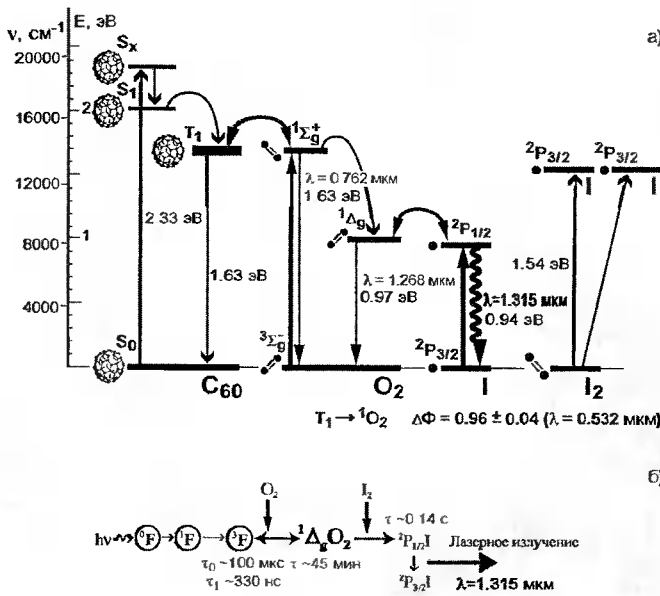 ν, см⁻¹ E, эВ а)
20000
16000
12000
8000
4000
2
1
Sₓ
S₁
T₁
S₀
¹Σg⁺
²P₃/₂ ²P₃/₂
I I
λ = 0.762 мкм
1.63 эВ
¹Δg
²P₁/₂
2.33 эВ
1.63 эВ
λ = 1.268 мкм
0.97 эВ
1.54 эВ
λ=1.315 мкм
0.94 эВ
³Σg⁻
²P₃/₂
C₆₀ O₂ I I₂
T₁ → ¹O₂ ΔΦ = 0.96 ± 0.04 (λ = 0.532 мкм)
б)
O₂ I₂
τ ~0.14 с
hν ⁰F → ¹F → ³F ↔ ¹ΔgO₂ → ²P₁/₂I Лазерное излучение
τ₀ ~100 мкс τ ~45 мин
τ₁ ~330 нс
²P₃/₂I λ=1.315 мкм